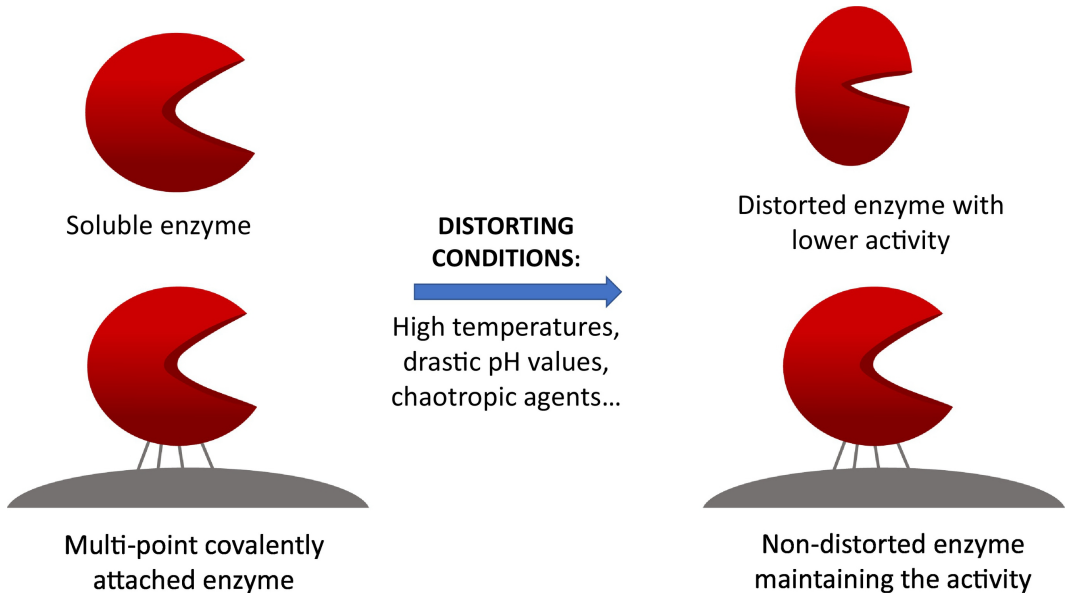 Soluble enzyme
Distorted enzyme with
lower activity
DISTORTING
CONDITIONS:
High temperatures,
drastic pH values,
chaotropic agents...
Multi-point covalently
attached enzyme
Non-distorted enzyme
maintaining the activity